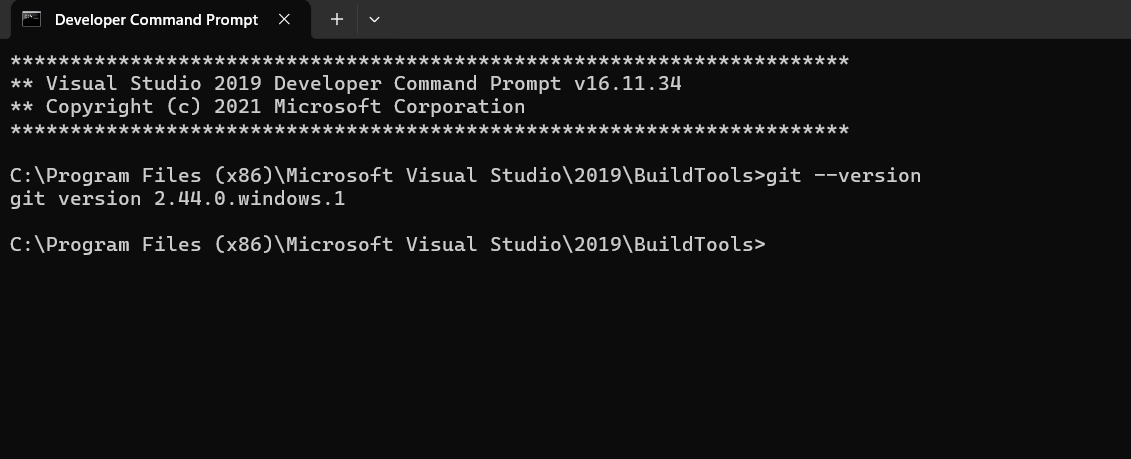 Developer Command Prompt
**********************************************************************
** Visual Studio 2019 Developer Command Prompt v16.11.34
** Copyright (c) 2021 Microsoft Corporation
**********************************************************************
C:\Program Files (x86)\Microsoft Visual Studio\2019\BuildTools>git --version
git version 2.44.0.windows.1
C:\Program Files (x86)\Microsoft Visual Studio\2019\BuildTools>